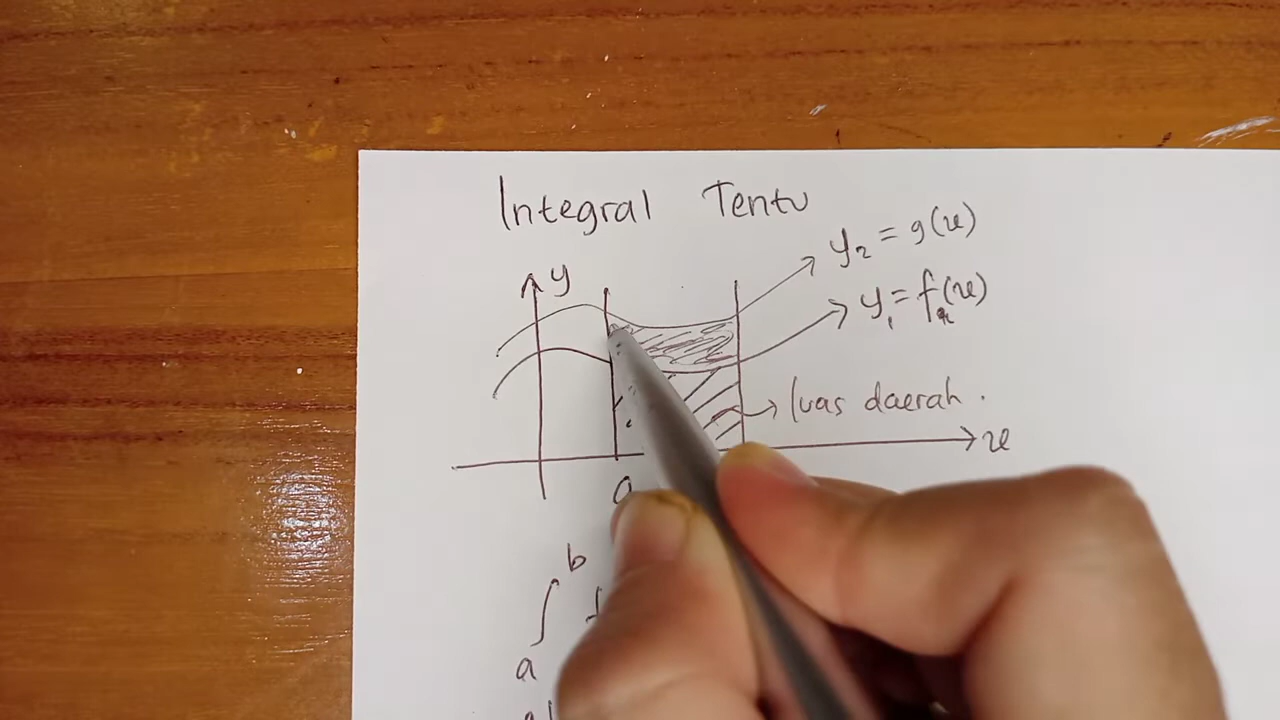 Integral Tentu
y
y₂ = g(x)
y₁ = f(x)
luas daerah.
x
a
b
∫ f
a